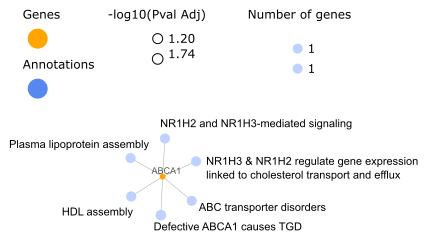 Genes
-log10(Pval Adj)
Number of genes
1.20
1.74
1
1
Annotations
NR1H2 and NR1H3-mediated signaling
Plasma lipoprotein assembly
ABCA1
NR1H3 & NR1H2 regulate gene expression
linked to cholesterol transport and efflux
HDL assembly
ABC transporter disorders
Defective ABCA1 causes TGD